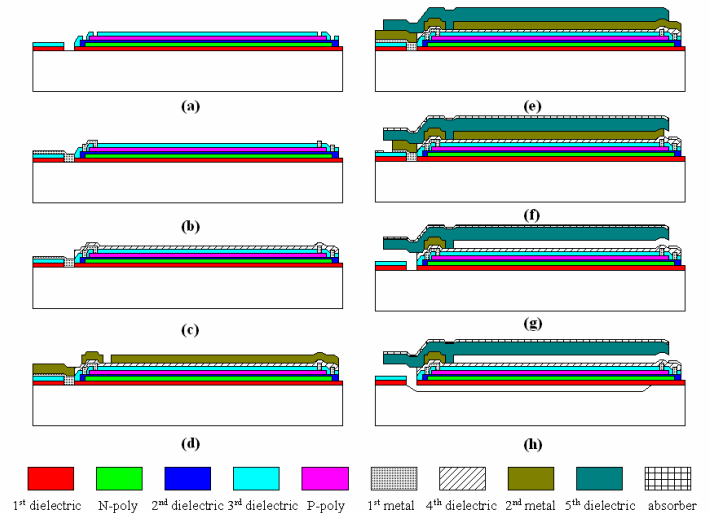 (a)
(b)
(c)
(d)
(e)
(f)
(g)
(h)
1st dielectric
N-poly
2nd dielectric
3rd dielectric
P-poly
1st metal
4th dielectric
2nd metal
5th dielectric
absorber